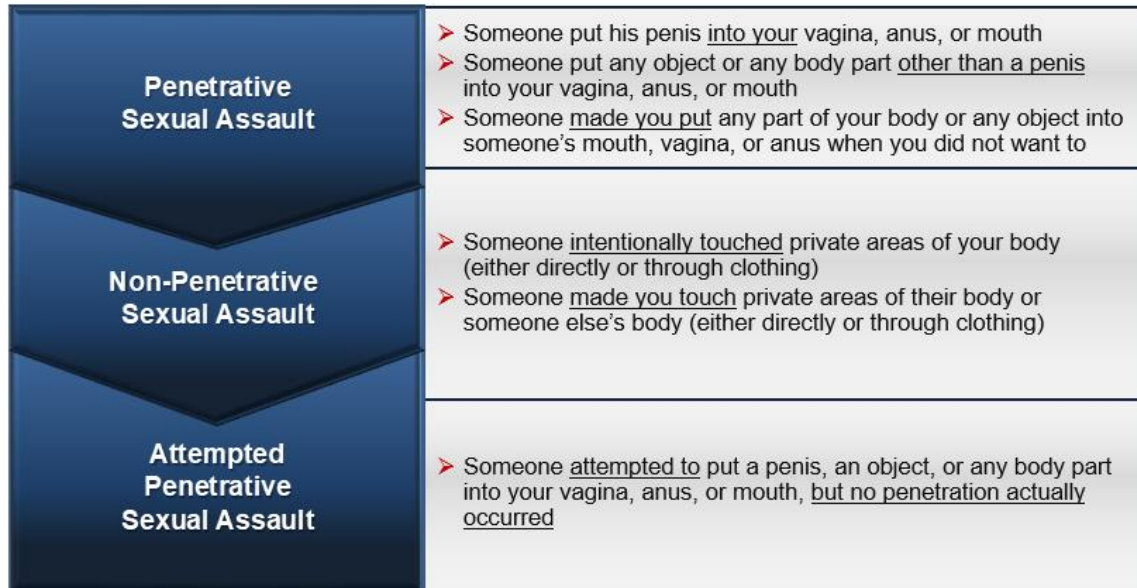 Penetrative
Sexual Assault
➢ Someone put his penis into your vagina, anus, or mouth
➢ Someone put any object or any body part other than a penis
into your vagina, anus, or mouth
➢ Someone made you put any part of your body or any object into
someone’s mouth, vagina, or anus when you did not want to
Non-Penetrative
Sexual Assault
➢ Someone intentionally touched private areas of your body
(either directly or through clothing)
➢ Someone made you touch private areas of their body or
someone else’s body (either directly or through clothing)
Attempted
Penetrative
Sexual Assault
➢ Someone attempted to put a penis, an object, or any body part
into your vagina, anus, or mouth, but no penetration actually
occurred